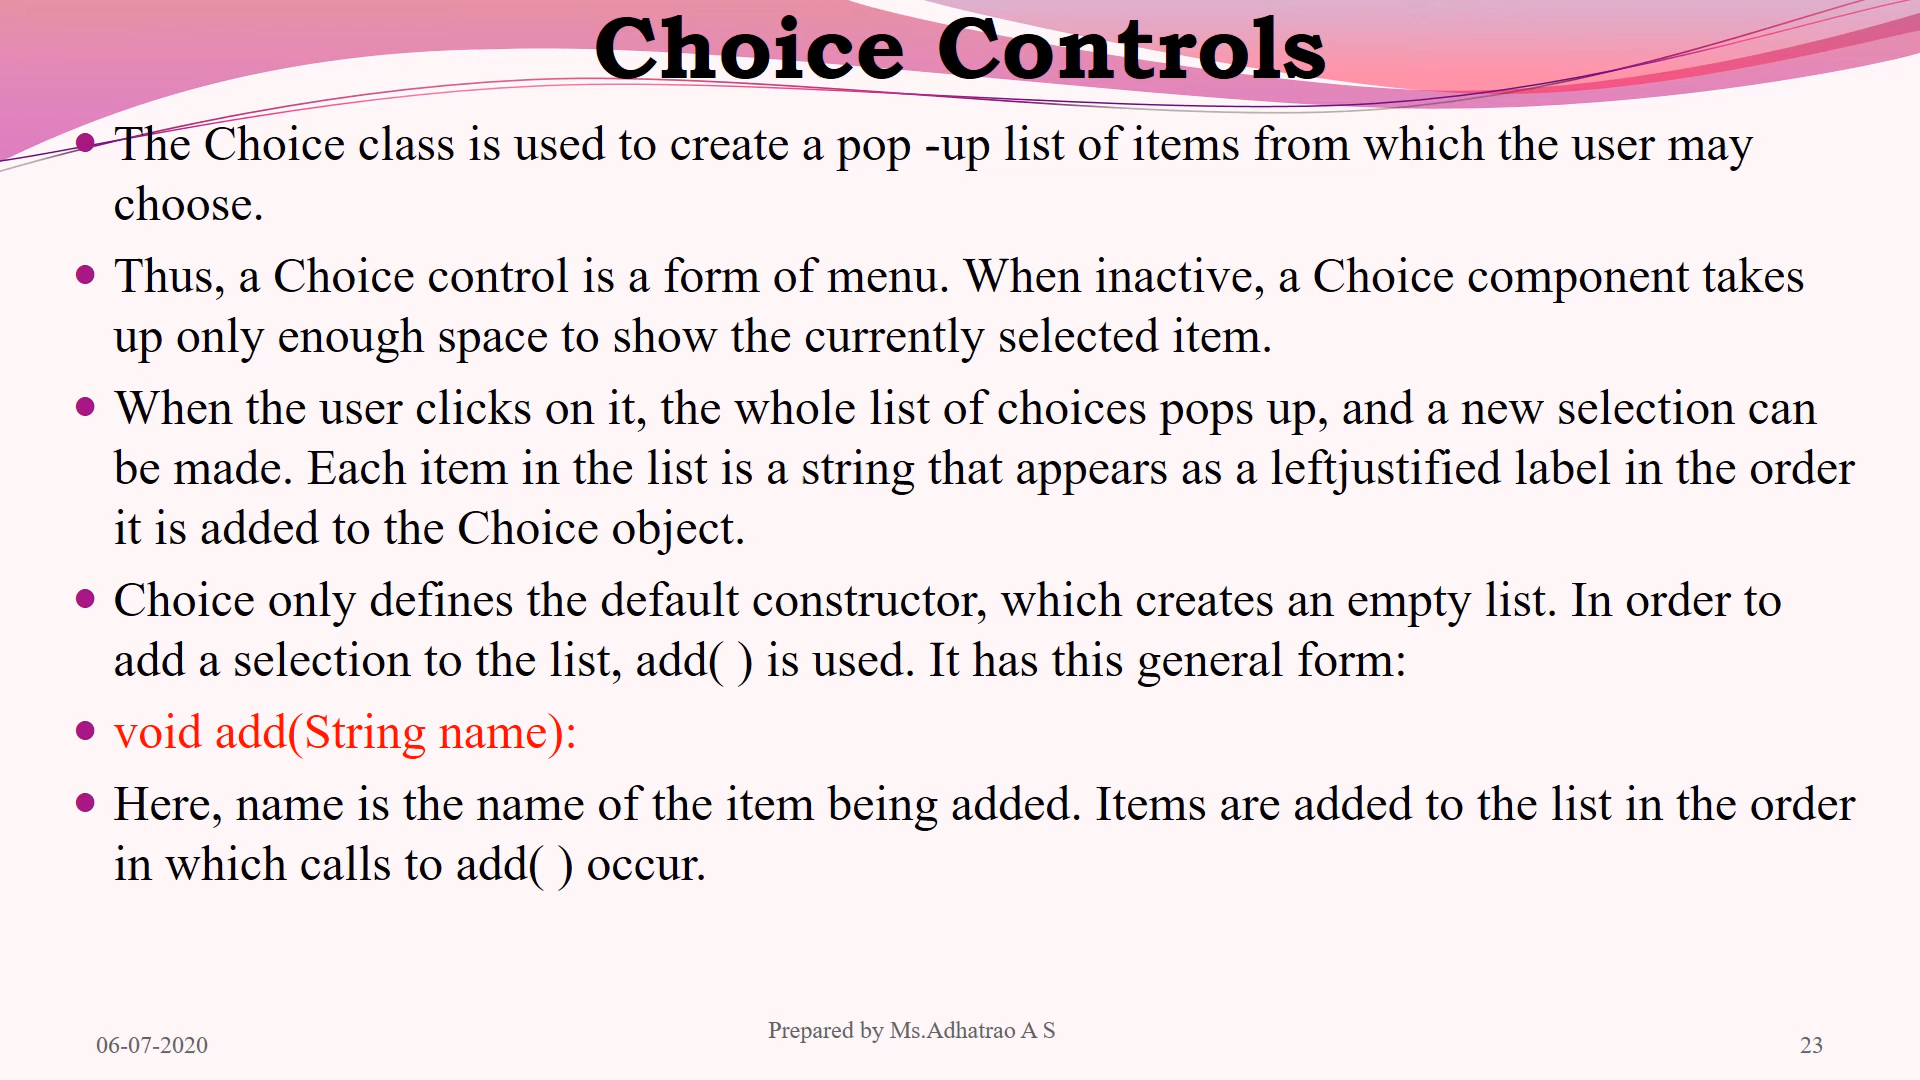 Choice Controls
• The Choice class is used to create a pop -up list of items from which the user may
choose.
• Thus, a Choice control is a form of menu. When inactive, a Choice component takes
up only enough space to show the currently selected item.
• When the user clicks on it, the whole list of choices pops up, and a new selection can
be made. Each item in the list is a string that appears as a leftjustified label in the order
it is added to the Choice object.
• Choice only defines the default constructor, which creates an empty list. In order to
add a selection to the list, add( ) is used. It has this general form:
• void add(String name):
• Here, name is the name of the item being added. Items are added to the list in the order
in which calls to add( ) occur.
06-07-2020
Prepared by Ms.Adhatrao A S
23